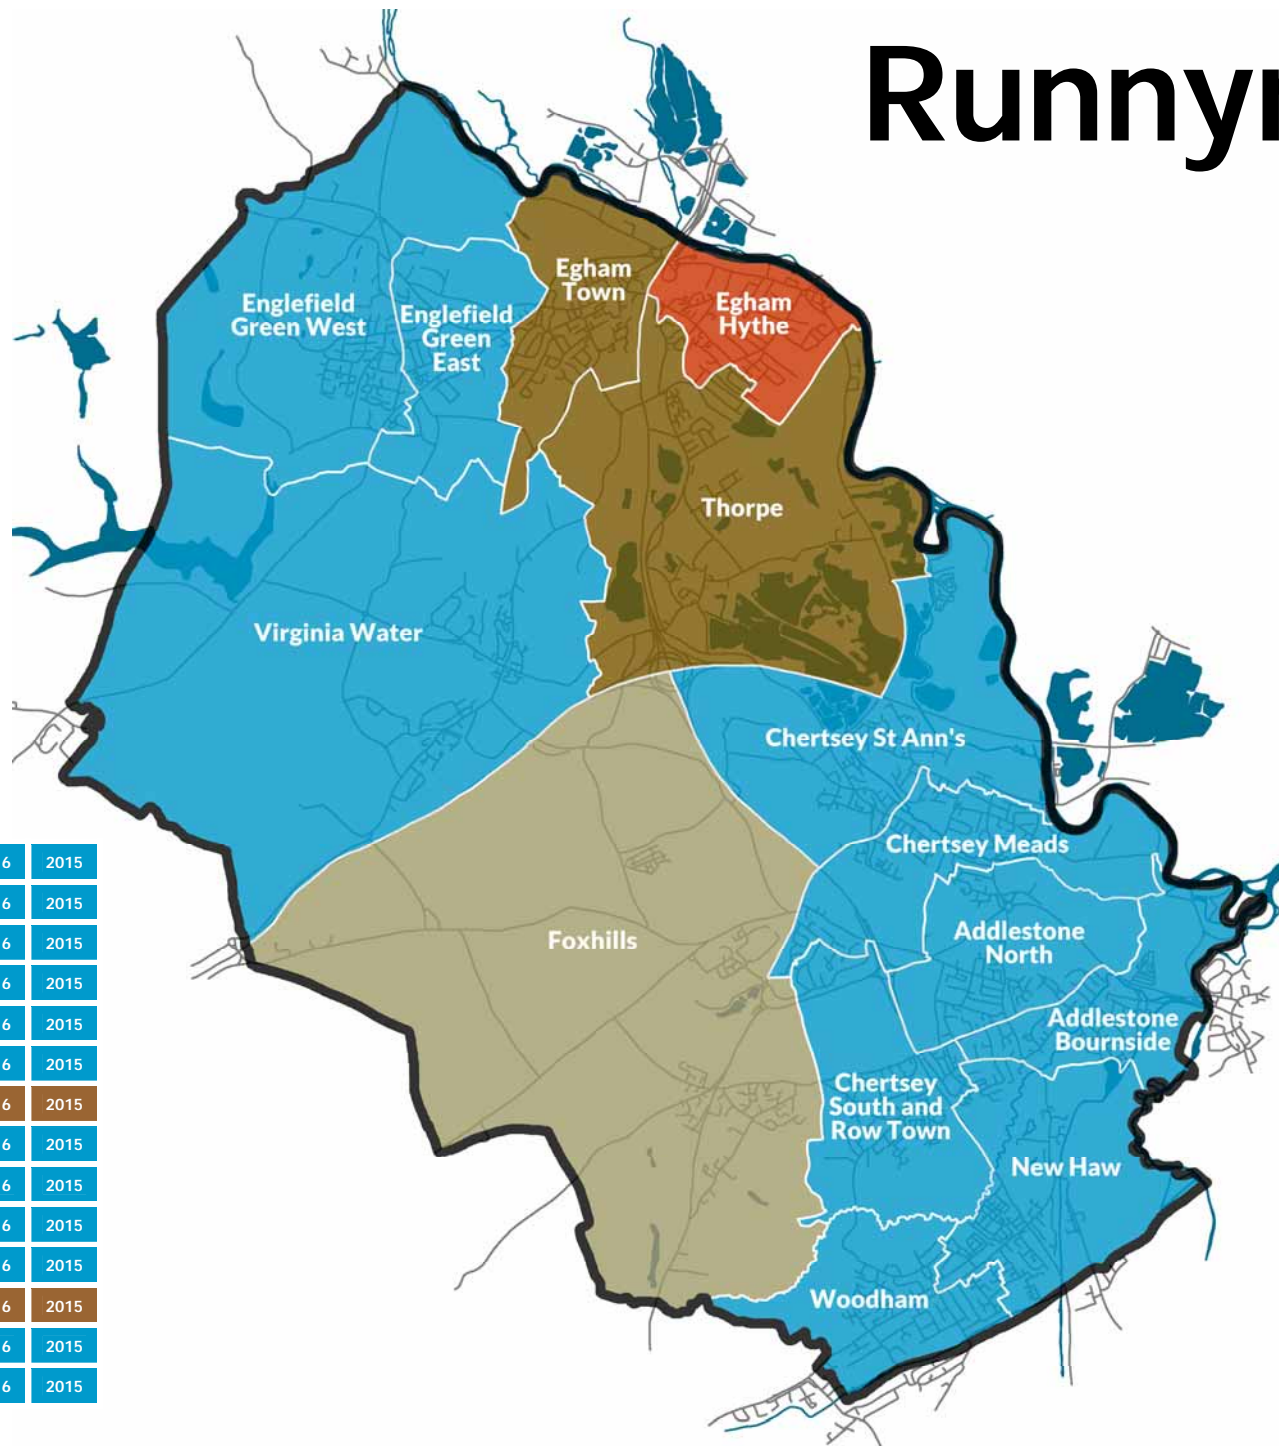 Runnyr
Egham
Town
Egham
Hythe
Englefield
Green West
Englefield
Green
East
Thorpe
Virginia Water
Chertsey St Ann's
Chertsey Meads
Foxhills
Addlestone
North
Addlestone
Bournside
Chertsey
South and
Row Town
New Haw
Woodham
6 2015
6 2015
6 2015
6 2015
6 2015
6 2015
6 2015
6 2015
6 2015
6 2015
6 2015
6 2015
6 2015
6 2015